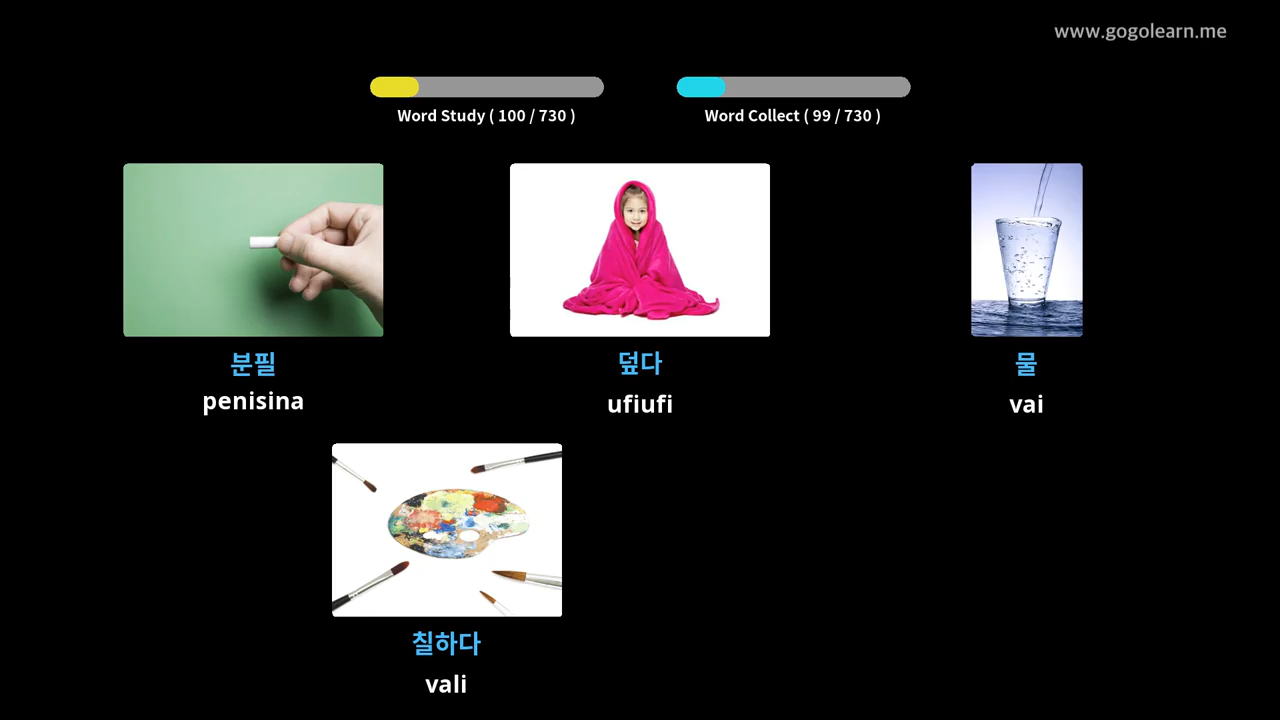 www.gogolearn.me
Word Study ( 100 / 730 )
Word Collect ( 99 / 730 )
분필
penisina
덮다
ufiufi
물
vai
칠하다
vali